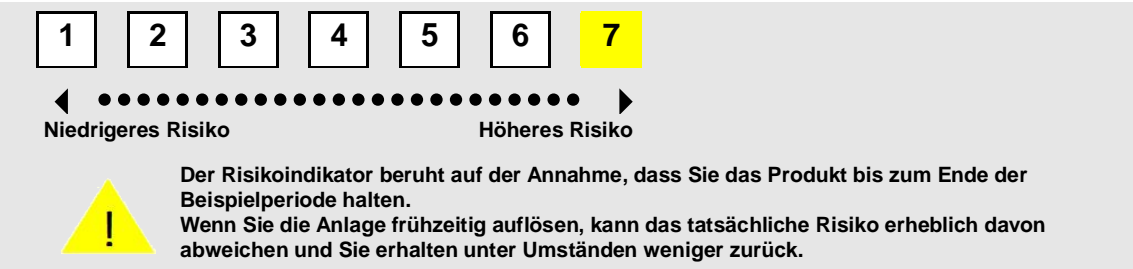 1 2 3 4 5 6 7
Niedrigeres Risiko Höheres Risiko
Der Risikoindikator beruht auf der Annahme, dass Sie das Produkt bis zum Ende der
Beispielperiode halten.
Wenn Sie die Anlage frühzeitig auflösen, kann das tatsächliche Risiko erheblich davon
abweichen und Sie erhalten unter Umständen weniger zurück.
!